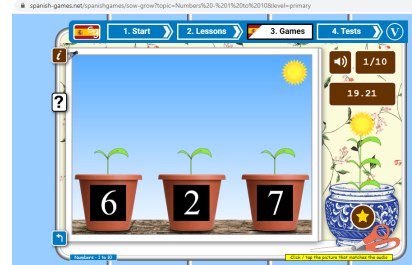 spanish-games.net/spanishgames/sow-grow?topic=Numbers%20-%201%20to%2010&level=primary
1. Start
2. Lessons
3. Games
4. Tests
V
i
1/10
?
19.21
6
2
7
Numbers - 1 to 10
Click / tap the picture that matches the audio